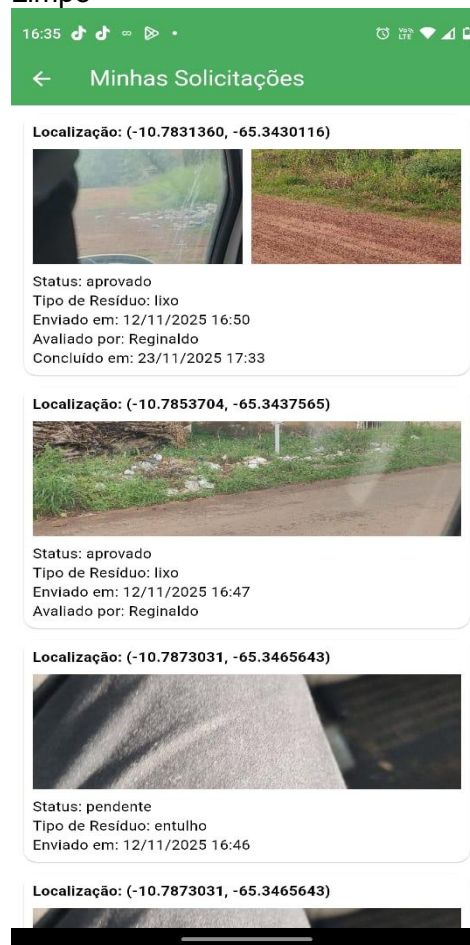 16:35
Vo))
LTE
Minhas Solicitações
Localização: (-10.7831360, -65.3430116)
Status: aprovado
Tipo de Resíduo: lixo
Enviado em: 12/11/2025 16:50
Avaliado por: Reginaldo
Concluído em: 23/11/2025 17:33
Localização: (-10.7853704, -65.3437565)
Status: aprovado
Tipo de Resíduo: lixo
Enviado em: 12/11/2025 16:47
Avaliado por: Reginaldo
Localização: (-10.7873031, -65.3465643)
Status: pendente
Tipo de Resíduo: entulho
Enviado em: 12/11/2025 16:46
Localização: (-10.7873031, -65.3465643)